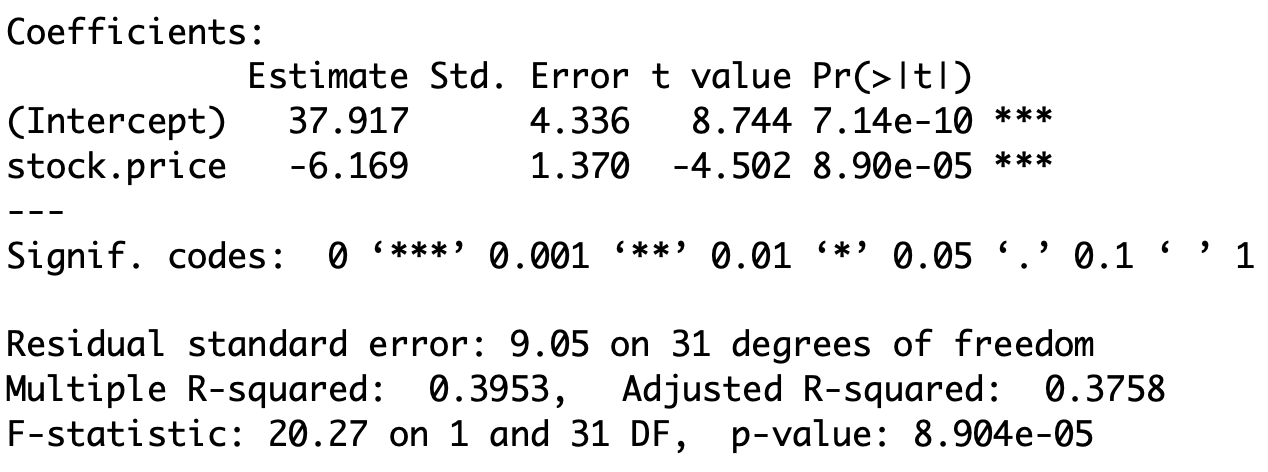 Coefficients:
            Estimate Std. Error t value Pr(>|t|)
(Intercept)   37.917      4.336   8.744 7.14e-10 ***
stock.price   -6.169      1.370  -4.502 8.90e-05 ***
---
Signif. codes:  0 ‘***’ 0.001 ‘**’ 0.01 ‘*’ 0.05 ‘.’ 0.1 ‘ ’ 1

Residual standard error: 9.05 on 31 degrees of freedom
Multiple R-squared:  0.3953,	Adjusted R-squared:  0.3758
F-statistic: 20.27 on 1 and 31 DF,  p-value: 8.904e-05